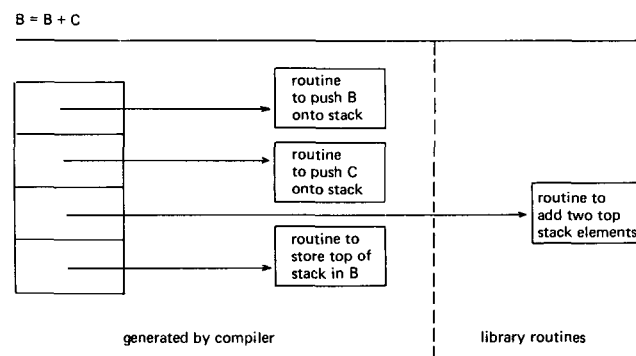 B = B + C
routine
to push B
onto stack
routine
to push C
onto stack
routine to
add two top
stack elements
routine to
store top of
stack in B
generated by compiler
library routines